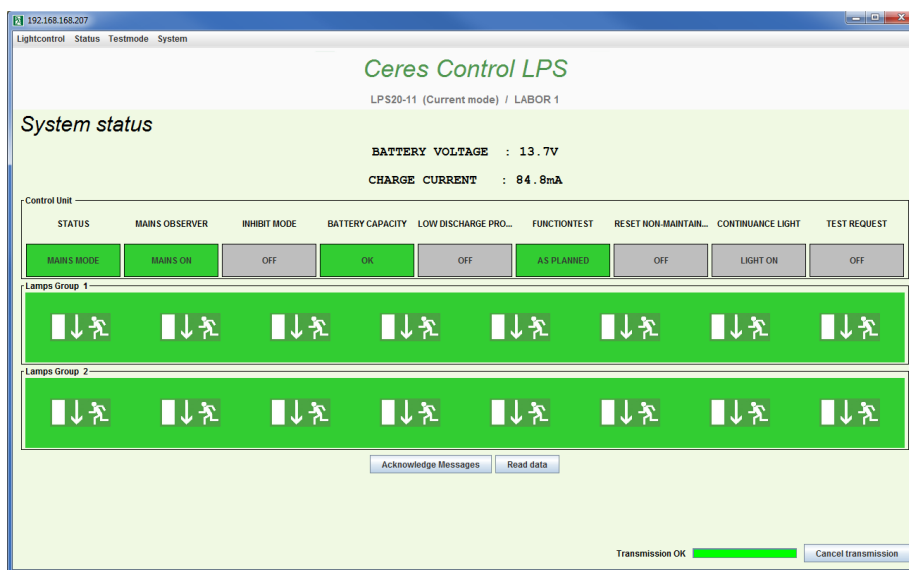 192.168.168.207
Lightcontrol Status Testmode System
Ceres Control LPS
LPS20-11 (Current mode) / LABOR 1
System status
BATTERY VOLTAGE : 13.7V
CHARGE CURRENT : 84.8mA
Control Unit
STATUS MAINS OBSERVER INHIBIT MODE BATTERY CAPACITY LOW DISCHARGE PRO... FUNCTIONTEST RESET NON-MAINTAIN... CONTINUANCE LIGHT TEST REQUEST
MAINS MODE MAINS ON OFF OK OFF AS PLANNED OFF LIGHT ON OFF
Lamps Group 1
Lamps Group 2
Acknowledge Messages Read data
Transmission OK Cancel transmission